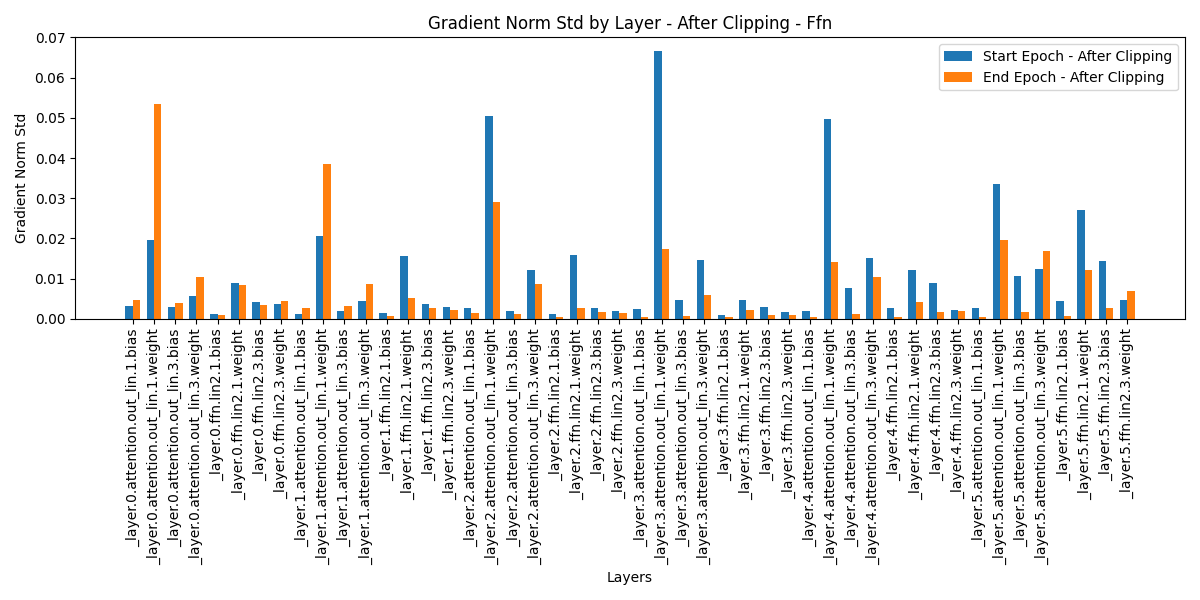 Gradient Norm Std by Layer - After Clipping - Ffn
Start Epoch - After Clipping
End Epoch - After Clipping
Gradient Norm Std
0.07
0.06
0.05
0.04
0.03
0.02
0.01
0.00
_layer.0.attention.out_lin.1.bias
_layer.0.attention.out_lin.1.weight
_layer.0.attention.out_lin.3.bias
_layer.0.attention.out_lin.3.weight
_layer.0.ffn.lin2.1.bias
_layer.0.ffn.lin2.1.weight
_layer.0.ffn.lin2.3.bias
_layer.0.ffn.lin2.3.weight
_layer.1.attention.out_lin.1.bias
_layer.1.attention.out_lin.1.weight
_layer.1.attention.out_lin.3.bias
_layer.1.attention.out_lin.3.weight
_layer.1.ffn.lin2.1.bias
_layer.1.ffn.lin2.1.weight
_layer.1.ffn.lin2.3.bias
_layer.1.ffn.lin2.3.weight
_layer.2.attention.out_lin.1.bias
_layer.2.attention.out_lin.1.weight
_layer.2.attention.out_lin.3.bias
_layer.2.attention.out_lin.3.weight
_layer.2.ffn.lin2.1.bias
_layer.2.ffn.lin2.1.weight
_layer.2.ffn.lin2.3.bias
_layer.2.ffn.lin2.3.weight
_layer.3.attention.out_lin.1.bias
_layer.3.attention.out_lin.1.weight
_layer.3.attention.out_lin.3.bias
_layer.3.attention.out_lin.3.weight
_layer.3.ffn.lin2.1.bias
_layer.3.ffn.lin2.1.weight
_layer.3.ffn.lin2.3.bias
_layer.3.ffn.lin2.3.weight
_layer.4.attention.out_lin.1.bias
_layer.4.attention.out_lin.1.weight
_layer.4.attention.out_lin.3.bias
_layer.4.attention.out_lin.3.weight
_layer.4.ffn.lin2.1.bias
_layer.4.ffn.lin2.1.weight
_layer.4.ffn.lin2.3.bias
_layer.4.ffn.lin2.3.weight
_layer.5.attention.out_lin.1.bias
_layer.5.attention.out_lin.1.weight
_layer.5.attention.out_lin.3.bias
_layer.5.attention.out_lin.3.weight
_layer.5.ffn.lin2.1.bias
_layer.5.ffn.lin2.1.weight
_layer.5.ffn.lin2.3.bias
_layer.5.ffn.lin2.3.weight
Layers